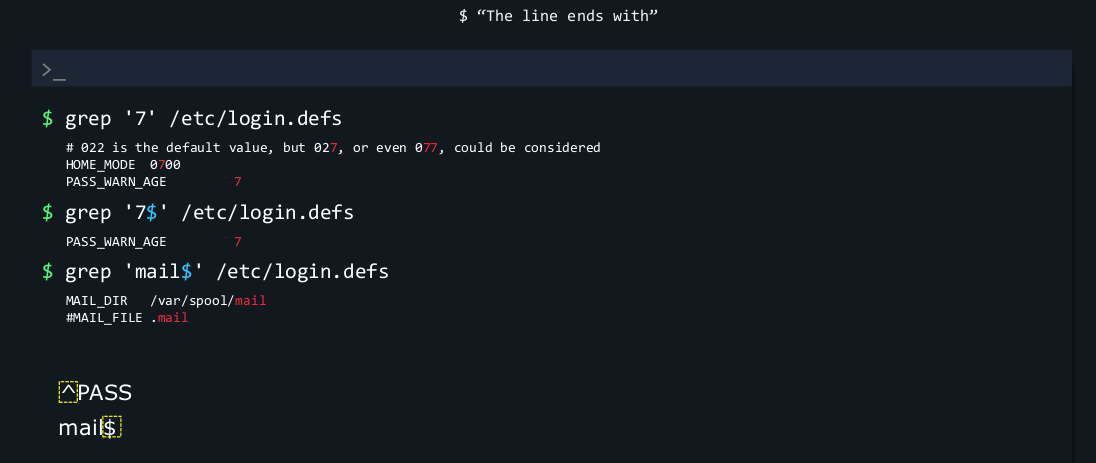 $ “The line ends with”
>_
$ grep '7' /etc/login.defs
# 022 is the default value, but 027, or even 077, could be considered
HOME_MODE  0700
PASS_WARN_AGE  7
$ grep '7$' /etc/login.defs
PASS_WARN_AGE  7
$ grep 'mail$' /etc/login.defs
MAIL_DIR  /var/spool/mail
#MAIL_FILE .mail
^PASS
mail$